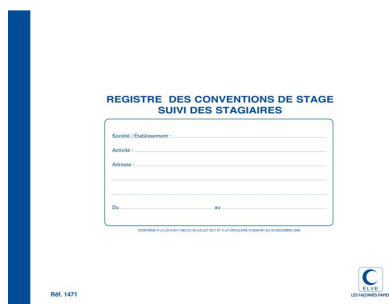 REGISTRE DES CONVENTIONS DE STAGE
SUIVI DES STAGIAIRES
Société / Établissement :
Activité :
Adresse :
Du au
Réf. 1471
ELVE
LES FAÇONNÉS PAPIER